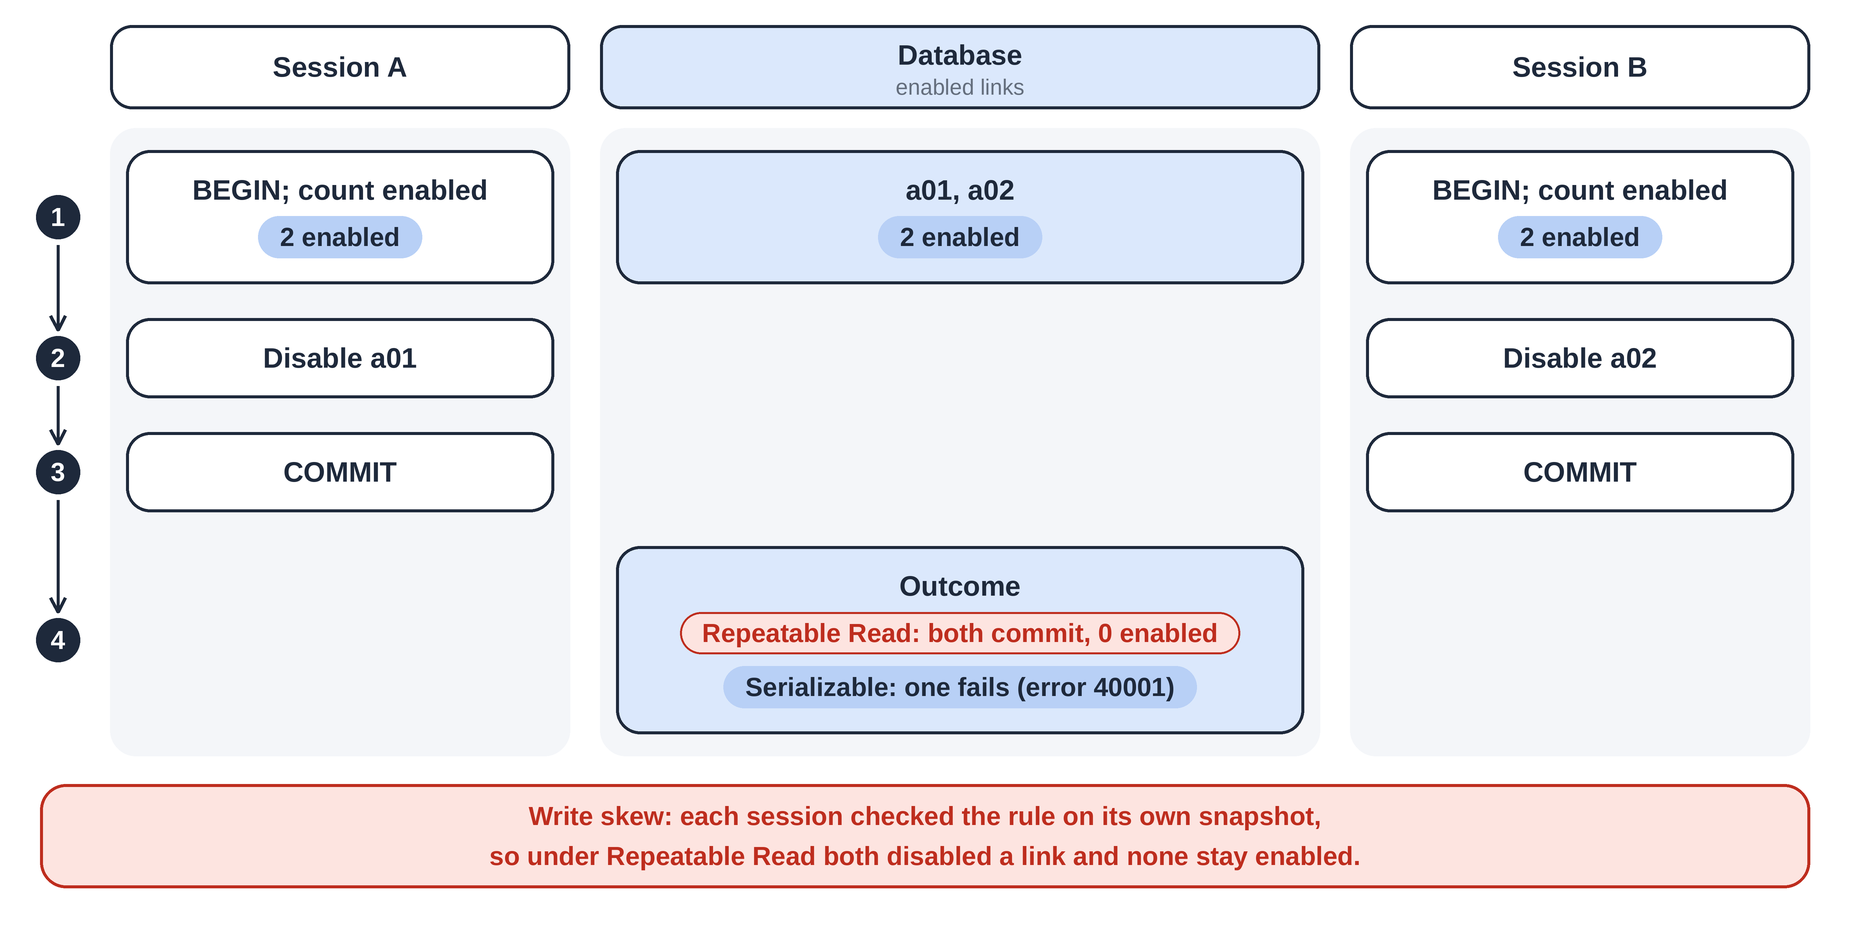 Session A
Database
enabled links
Session B
1
BEGIN; count enabled
2 enabled
a01, a02
2 enabled
BEGIN; count enabled
2 enabled
2
Disable a01
Disable a02
3
COMMIT
COMMIT
4
Outcome
Repeatable Read: both commit, 0 enabled
Serializable: one fails (error 40001)
Write skew: each session checked the rule on its own snapshot,
so under Repeatable Read both disabled a link and none stay enabled.